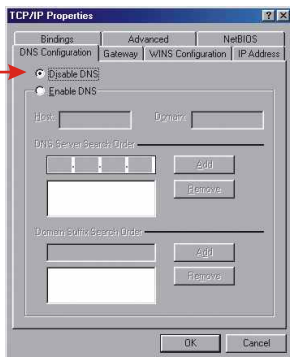 TCP/IP Properties
Bindings Advanced NetBIOS
DNS Configuration Gateway WINS Configuration IP Address
Disable DNS
Enable DNS
Host: Domain:
DNS Server Search Order
Add
Remove
Domain Suffix Search Order
Add
Remove
OK Cancel